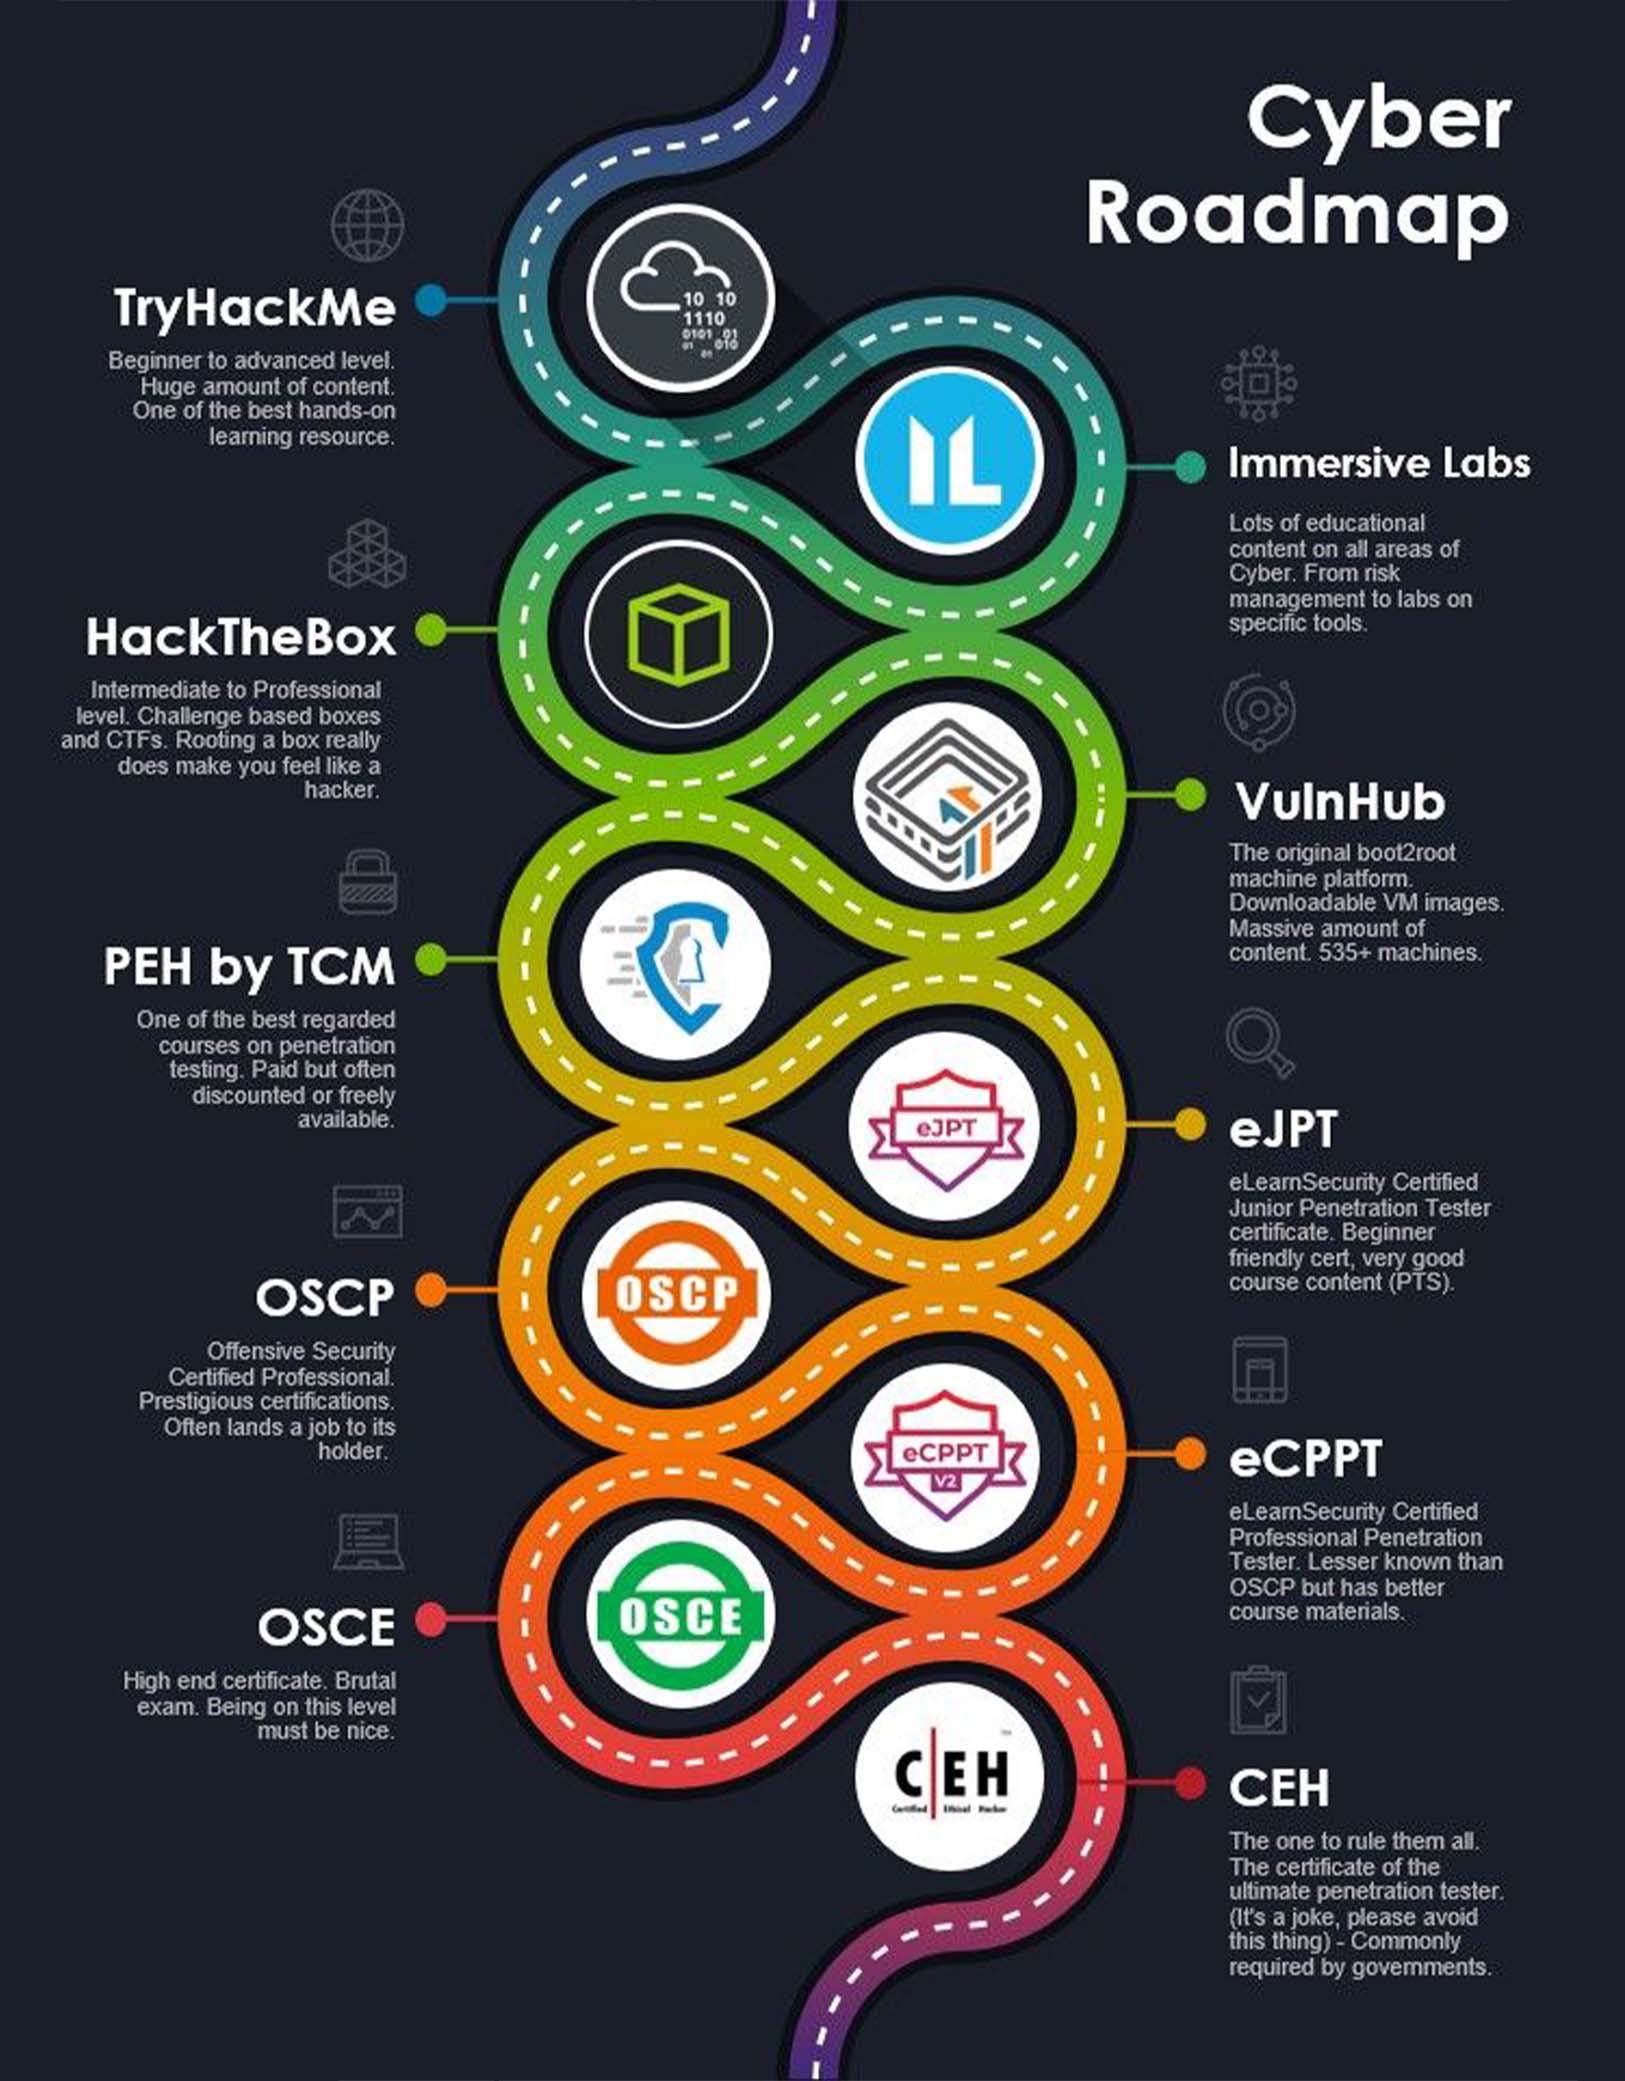 Cyber
Roadmap
10 10
1110
0101 01
01 010
01
TryHackMe
Beginner to advanced level.
Huge amount of content.
One of the best hands-on
learning resource.
IL
Immersive Labs
Lots of educational
content on all areas of
Cyber. From risk
management to labs on
specific tools.
HackTheBox
Intermediate to Professional
level. Challenge based boxes
and CTFs. Rooting a box really
does make you feel like a
hacker.
VulnHub
The original boot2root
machine platform.
Downloadable VM images.
Massive amount of
content. 535+ machines.
PEH by TCM
One of the best regarded
courses on penetration
testing. Paid but often
discounted or freely
available.
eJPT
eJPT
eLearnSecurity Certified
Junior Penetration Tester
certificate. Beginner
friendly cert, very good
course content (PTS).
OSCP
OSCP
Offensive Security
Certified Professional.
Prestigious certifications.
Often lands a job to its
holder.
eCPPT
V2
eCPPT
eLearnSecurity Certified
Professional Penetration
Tester. Lesser known than
OSCP but has better
course materials.
OSCE
OSCE
High end certificate. Brutal
exam. Being on this level
must be nice.
C|EH
Certified Ethical Hacker
CEH
The one to rule them all.
The certificate of the
ultimate penetration tester.
(It's a joke, please avoid
this thing) - Commonly
required by governments.